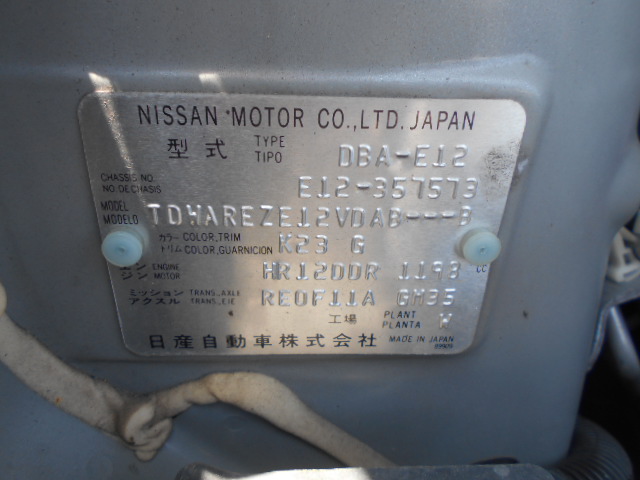 NISSAN MOTOR CO.,LTD. JAPAN
型式 TYPE TIPO DBA-E12
CHASSIS NO. NO.DE CHASIS E12-357573
MODEL MODELO TDHAREZE12VDAB---B
カラー COLOR,TRIM トリム COLOR,GUARNICION K23 G
エンジン ENGINE MOTOR HR12DDR 1198 cc
ミッション TRANS.,AXLE アクスル TRANS.,EJE RE0F11A GM35
工場 PLANT PLANTA W
日産自動車株式会社 MADE IN JAPAN